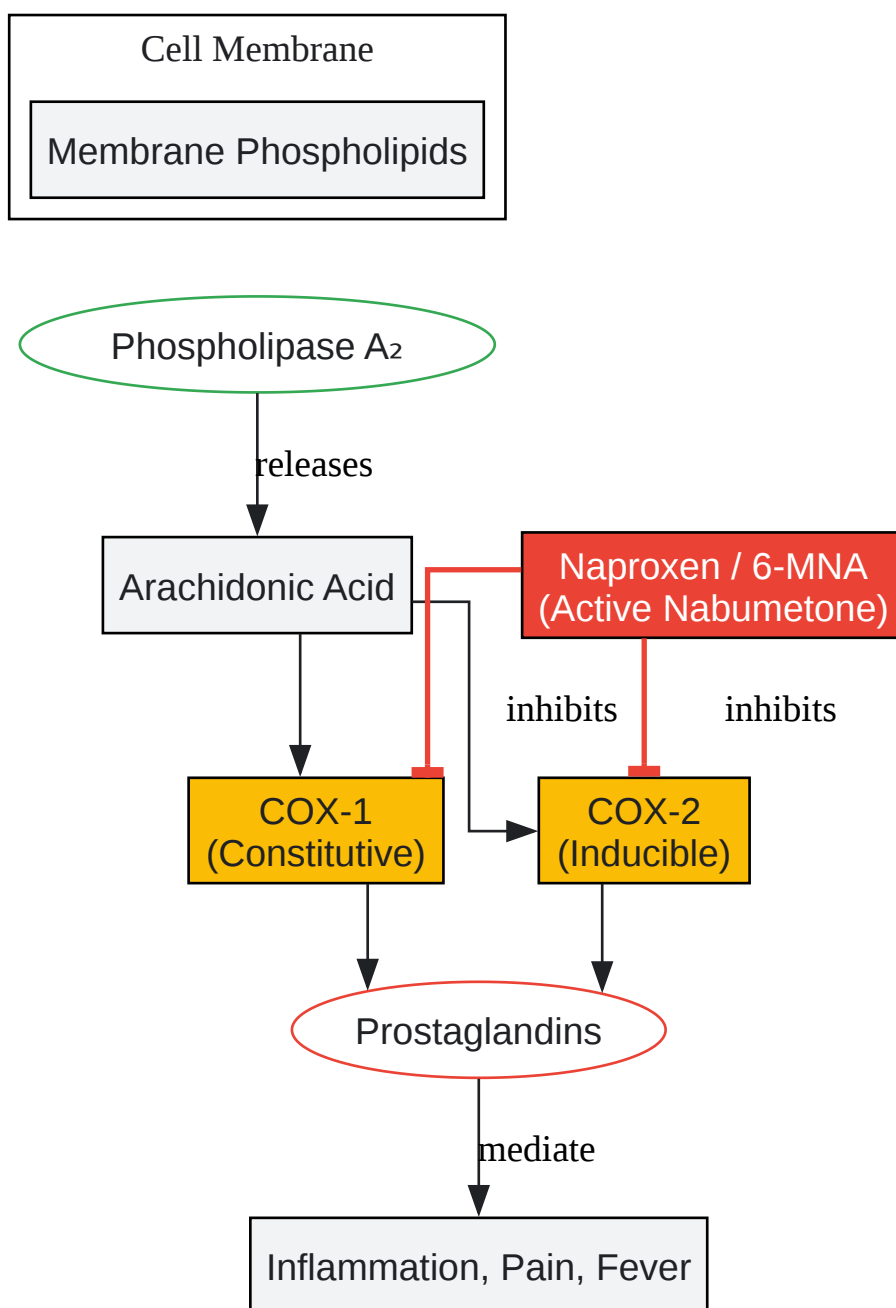 Cell Membrane
Membrane Phospholipids
Phospholipase A₂
releases
Arachidonic Acid
Naproxen / 6-MNA
(Active Nabumetone)
inhibits
inhibits
COX-1
(Constitutive)
COX-2
(Inducible)
Prostaglandins
mediate
Inflammation, Pain, Fever